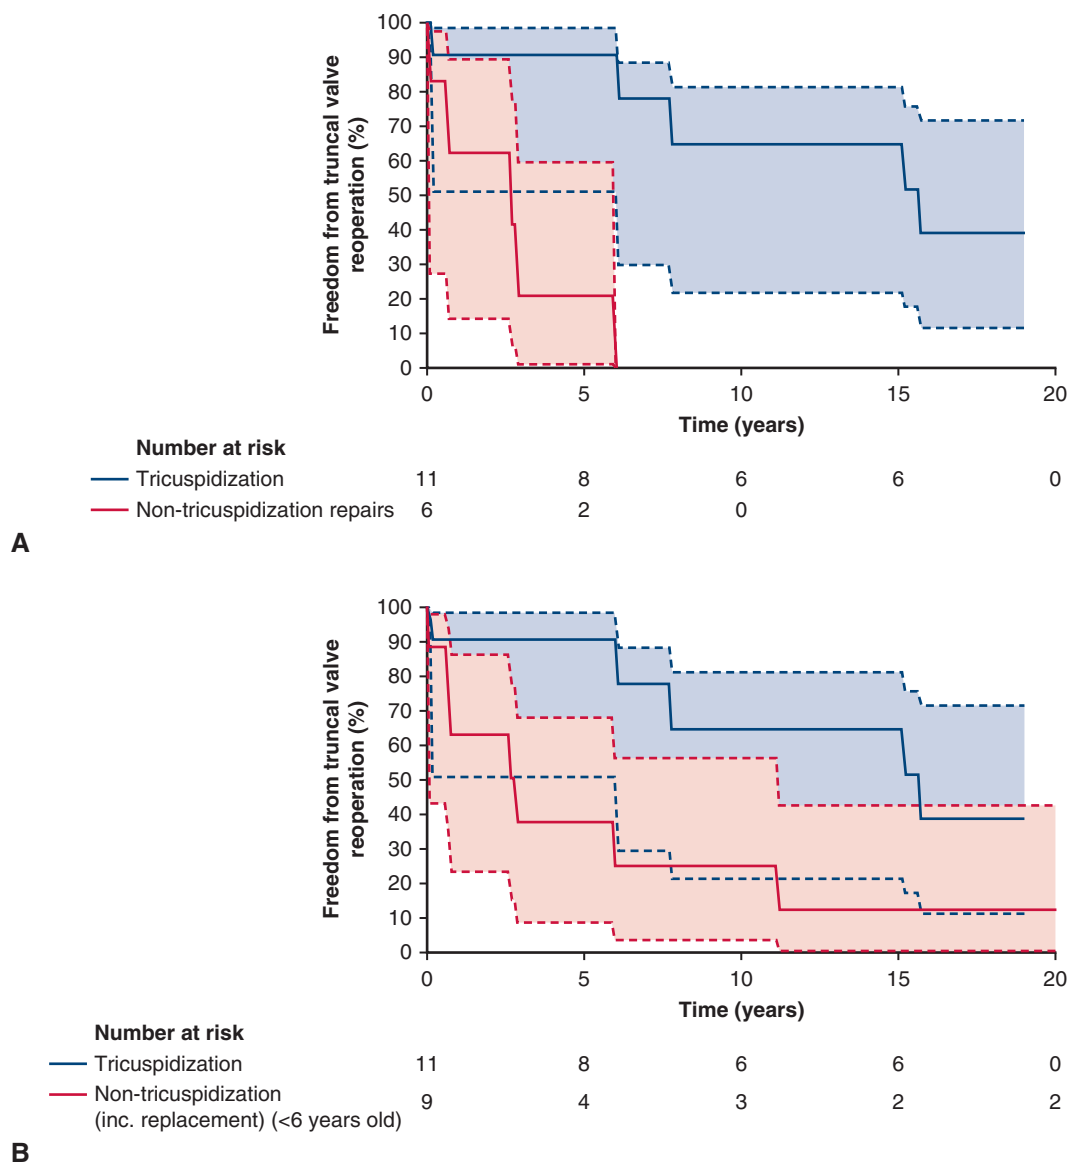 Freedom from truncal valve
reoperation (%)
100
90
80
70
60
50
40
30
20
10
0
0 5 10 15 20
Time (years)
Number at risk
Tricuspidization 11 8 6 6 0
Non-tricuspidization repairs 6 2 0
A
Freedom from truncal valve
reoperation (%)
100
90
80
70
60
50
40
30
20
10
0
0 5 10 15 20
Time (years)
Number at risk
Tricuspidization 11 8 6 6 0
Non-tricuspidization
(inc. replacement) (<6 years old) 9 4 3 2 2
B